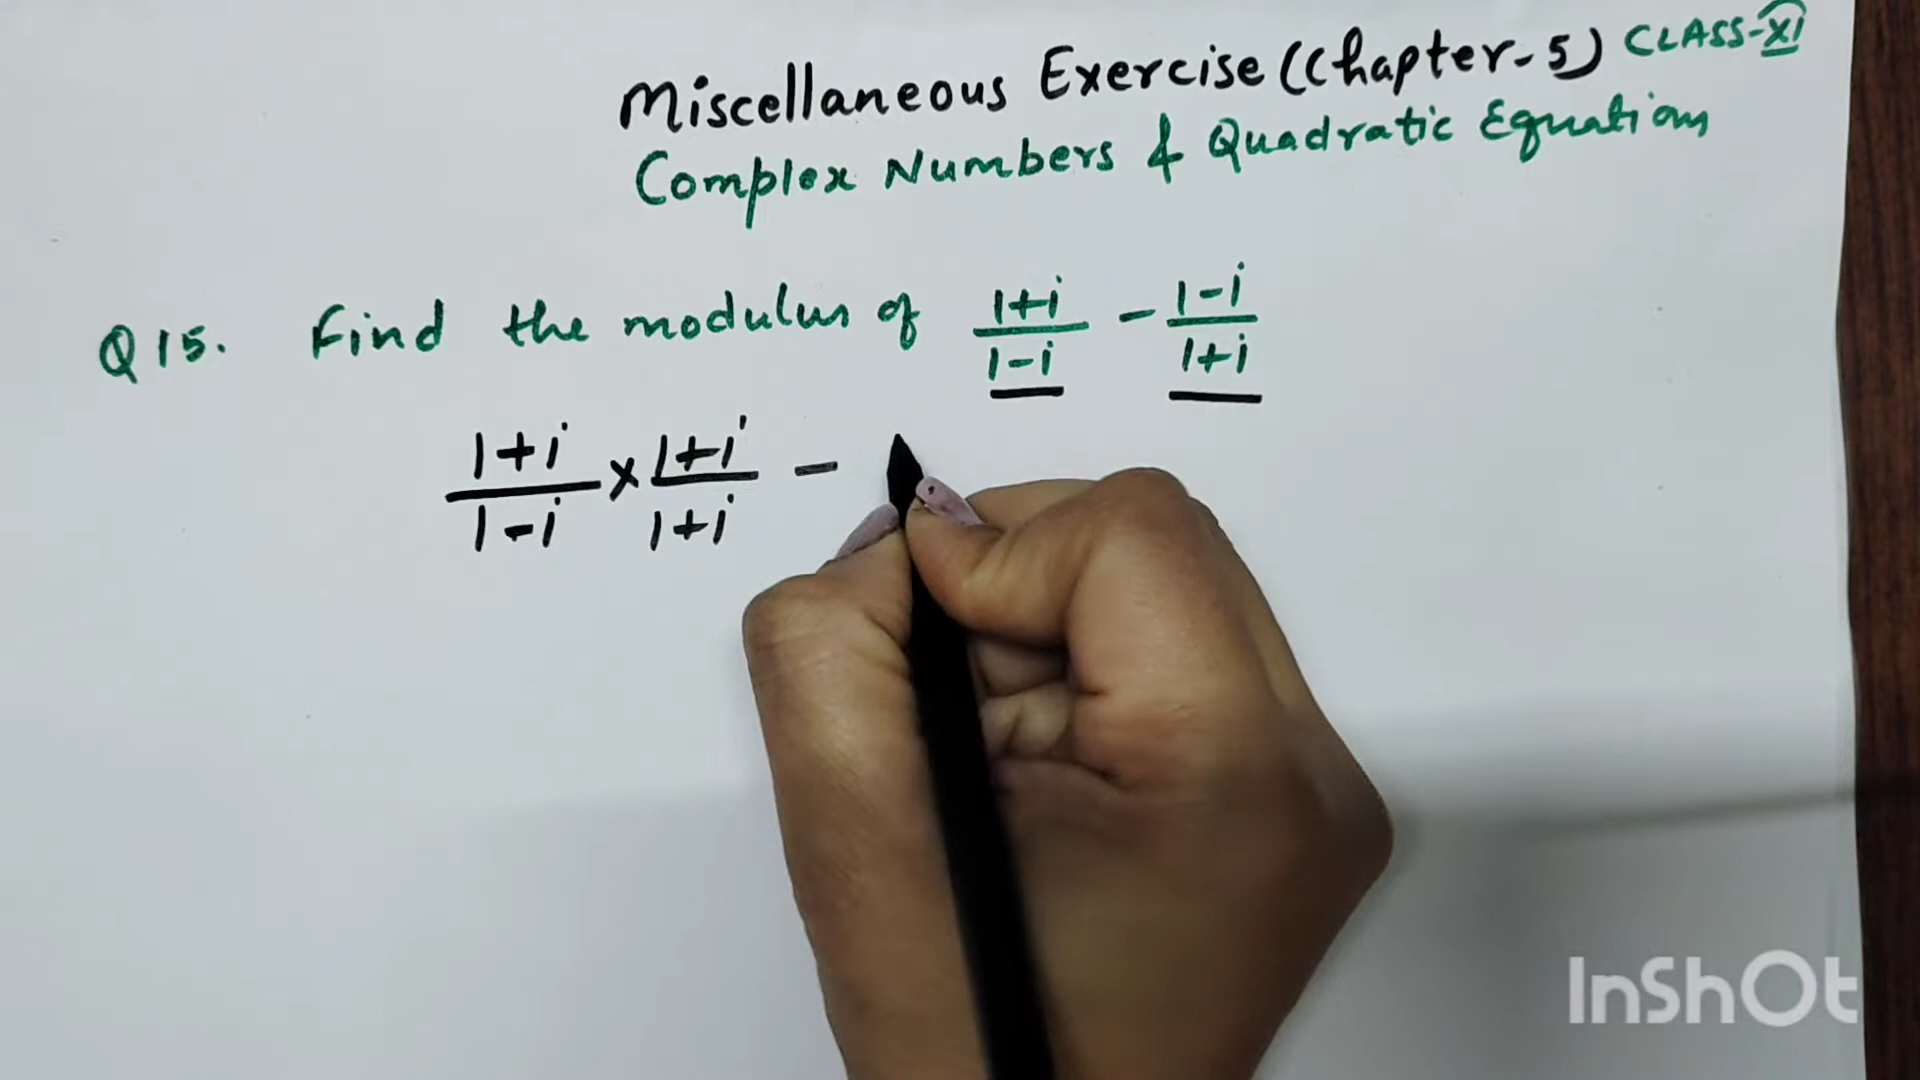 Miscellaneous Exercise (Chapter-5) CLASS-XI
Complex Numbers & Quadratic Equations
Q15. Find the modulus of (1+i)/(1-i) - (1-i)/(1+i)
(1+i)/(1-i) × (1+i)/(1+i) -
InShOt